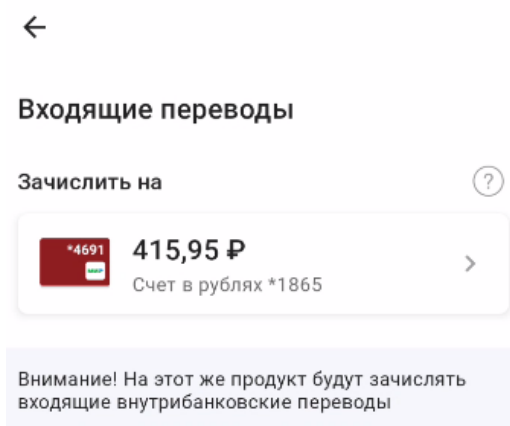 Входящие переводы
Зачислить на
?
*4691
МИР
415,95 ₽
Счет в рублях *1865
Внимание! На этот же продукт будут зачислять
входящие внутрибанковские переводы